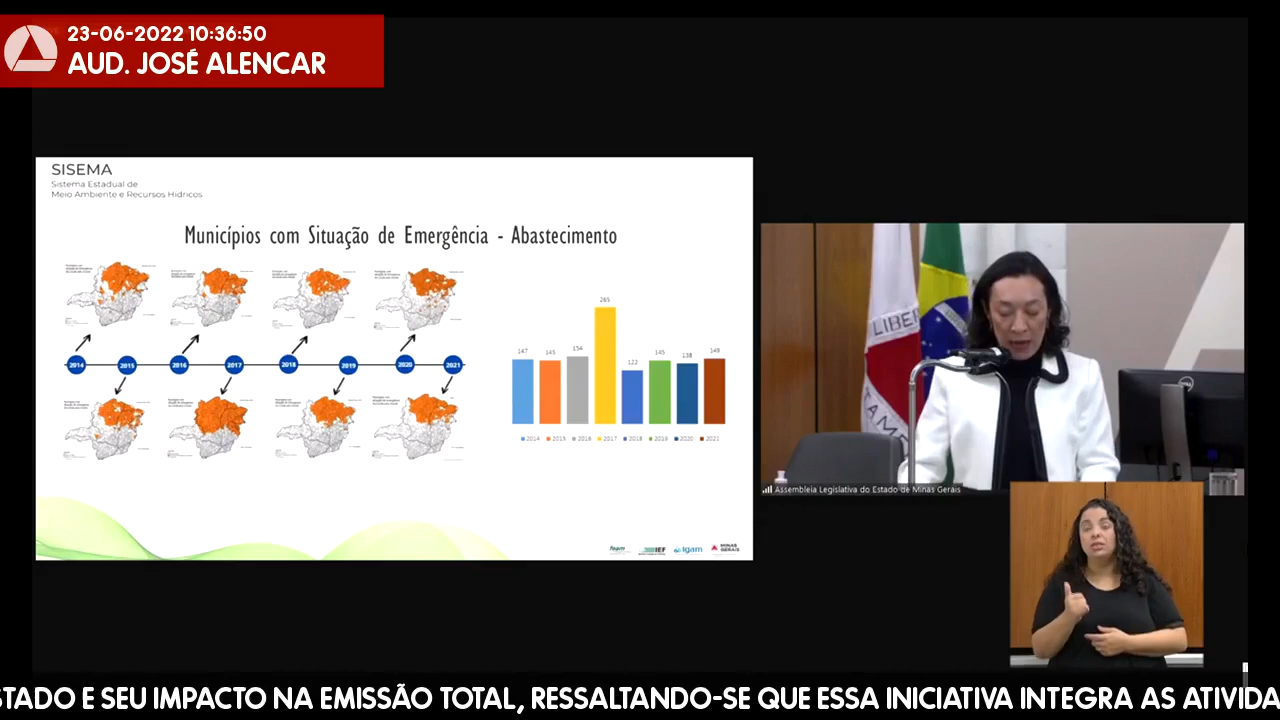 23-06-2022 10:36:50
AUD. JOSÉ ALENCAR
SISEMA
Sistema Estadual de
Meio Ambiente e Recursos Hídricos
Municípios com Situação de Emergência - Abastecimento
2014 2015 2016 2017 2018 2019 2020 2021
147 145 154 265 122 145 138 149
2014 2015 2016 2017 2018 2019 2020 2021
feam IEF igam MINAS GERAIS
LIBER
AM
DELL
Assembleia Legislativa do Estado de Minas Gerais
STADO E SEU IMPACTO NA EMISSÃO TOTAL, RESSALTANDO-SE QUE ESSA INICIATIVA INTEGRA AS ATIVIDA